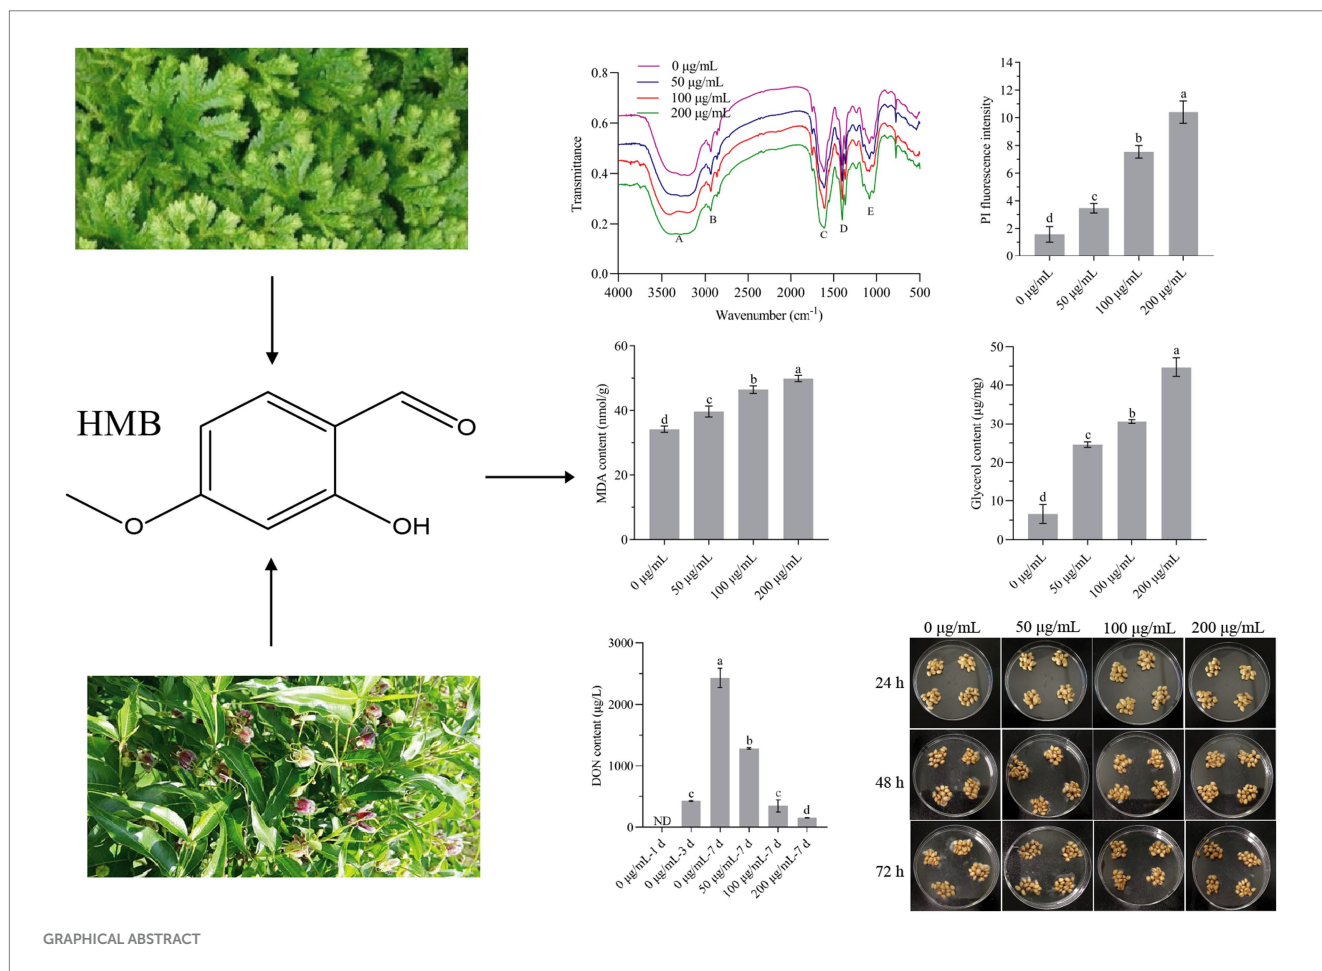 0 μg/mL
50 μg/mL
100 μg/mL
200 μg/mL
Transmittance
0.8
0.6
0.4
0.2
0.0
A
B
C
D
E
4000 3500 3000 2500 2000 1500 1000 500
Wavenumber (cm-1)
PI fluorescence intensity
14
12
10
8
6
4
2
0
d
c
b
a
0 μg/mL
50 μg/mL
100 μg/mL
200 μg/mL
HMB
O
O
OH
MDA content (nmol/g)
60
40
20
0
d
c
b
a
0 μg/mL
50 μg/mL
100 μg/mL
200 μg/mL
Glycerol content (μg/mg)
50
40
30
20
10
0
d
c
b
a
0 μg/mL
50 μg/mL
100 μg/mL
200 μg/mL
DON content (μg/L)
3000
2000
1000
0
ND
c
a
b
c
d
0 μg/mL-1 d
0 μg/mL-3 d
0 μg/mL-7 d
50 μg/mL-7 d
100 μg/mL-7 d
200 μg/mL-7 d
0 μg/mL 50 μg/mL 100 μg/mL 200 μg/mL
24 h
48 h
72 h
GRAPHICAL ABSTRACT